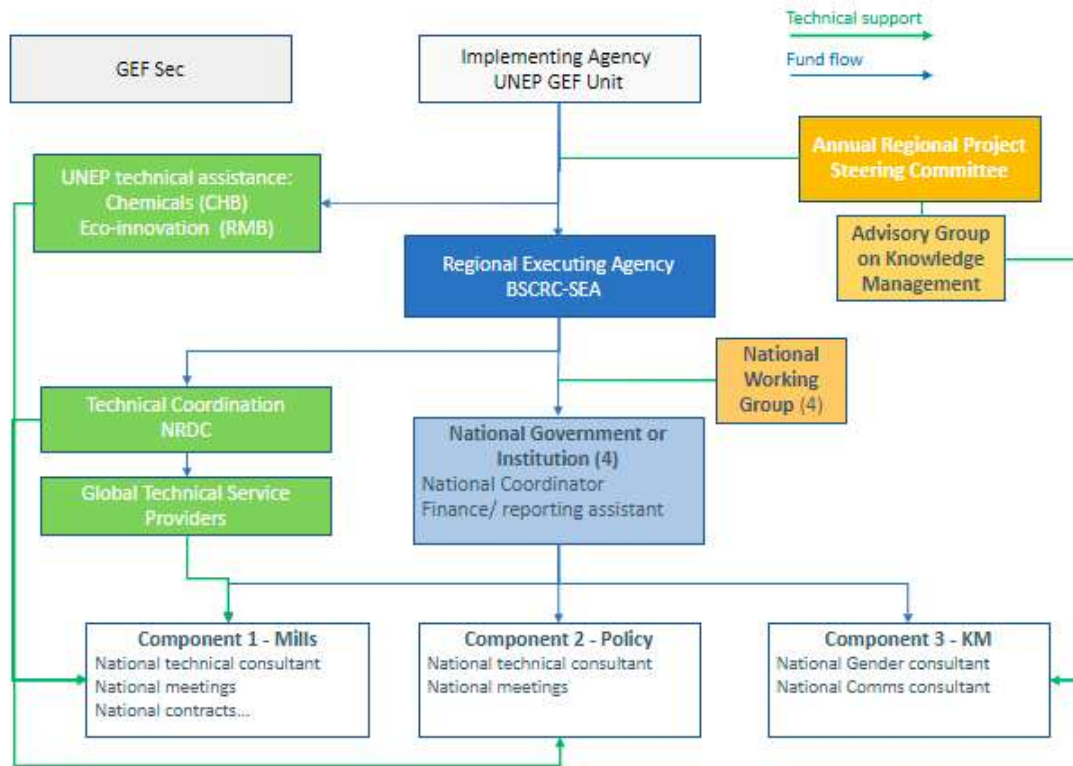 Technical support
Fund flow
GEF Sec
Implementing Agency
UNEP GEF Unit
Annual Regional Project
Steering Committee
UNEP technical assistance:
Chemicals (CHB)
Eco-innovation (RMB)
Advisory Group
on Knowledge
Management
Regional Executing Agency
BSCRC-SEA
National
Working
Group (4)
Technical Coordination
NRDC
National Government or
Institution (4)
National Coordinator
Finance/ reporting assistant
Global Technical Service
Providers
Component 1 - Mills
National technical consultant
National meetings
National contracts...
Component 2 - Policy
National technical consultant
National meetings
Component 3 - KM
National Gender consultant
National Comms consultant